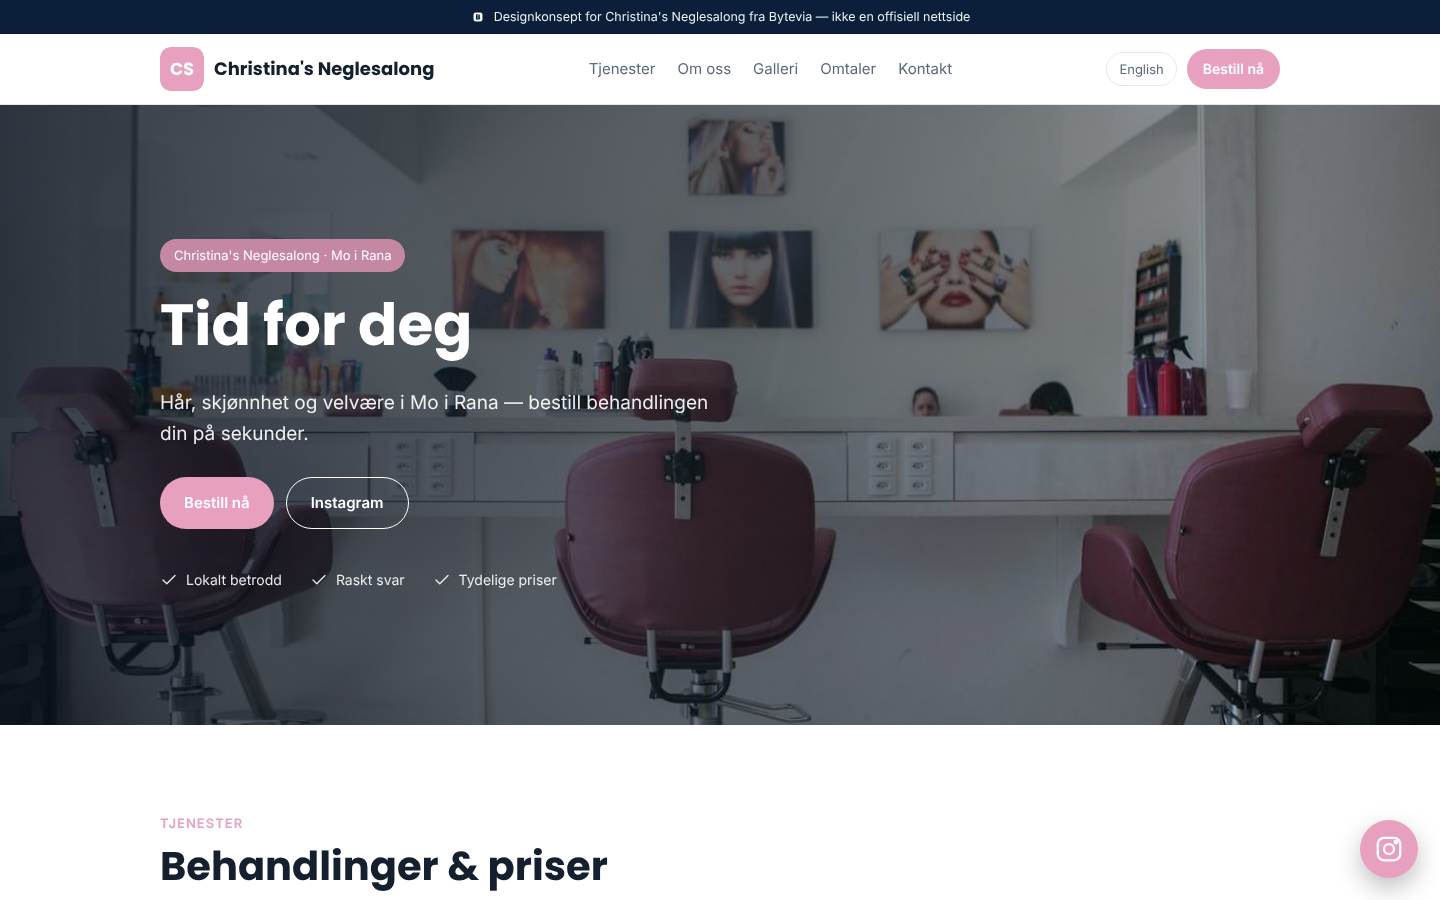 Designkonsept for Christina's Neglesalong fra Bytevia — ikke en offisiell nettside
CS Christina's Neglesalong
Tjenester Om oss Galleri Omtaler Kontakt
English
Bestill nå
Christina's Neglesalong · Mo i Rana
Tid for deg
Hår, skjønnhet og velvære i Mo i Rana — bestill behandlingen
din på sekunder.
Bestill nå
Instagram
Lokalt betrodd Raskt svar Tydelige priser
TJENESTER
Behandlinger & priser